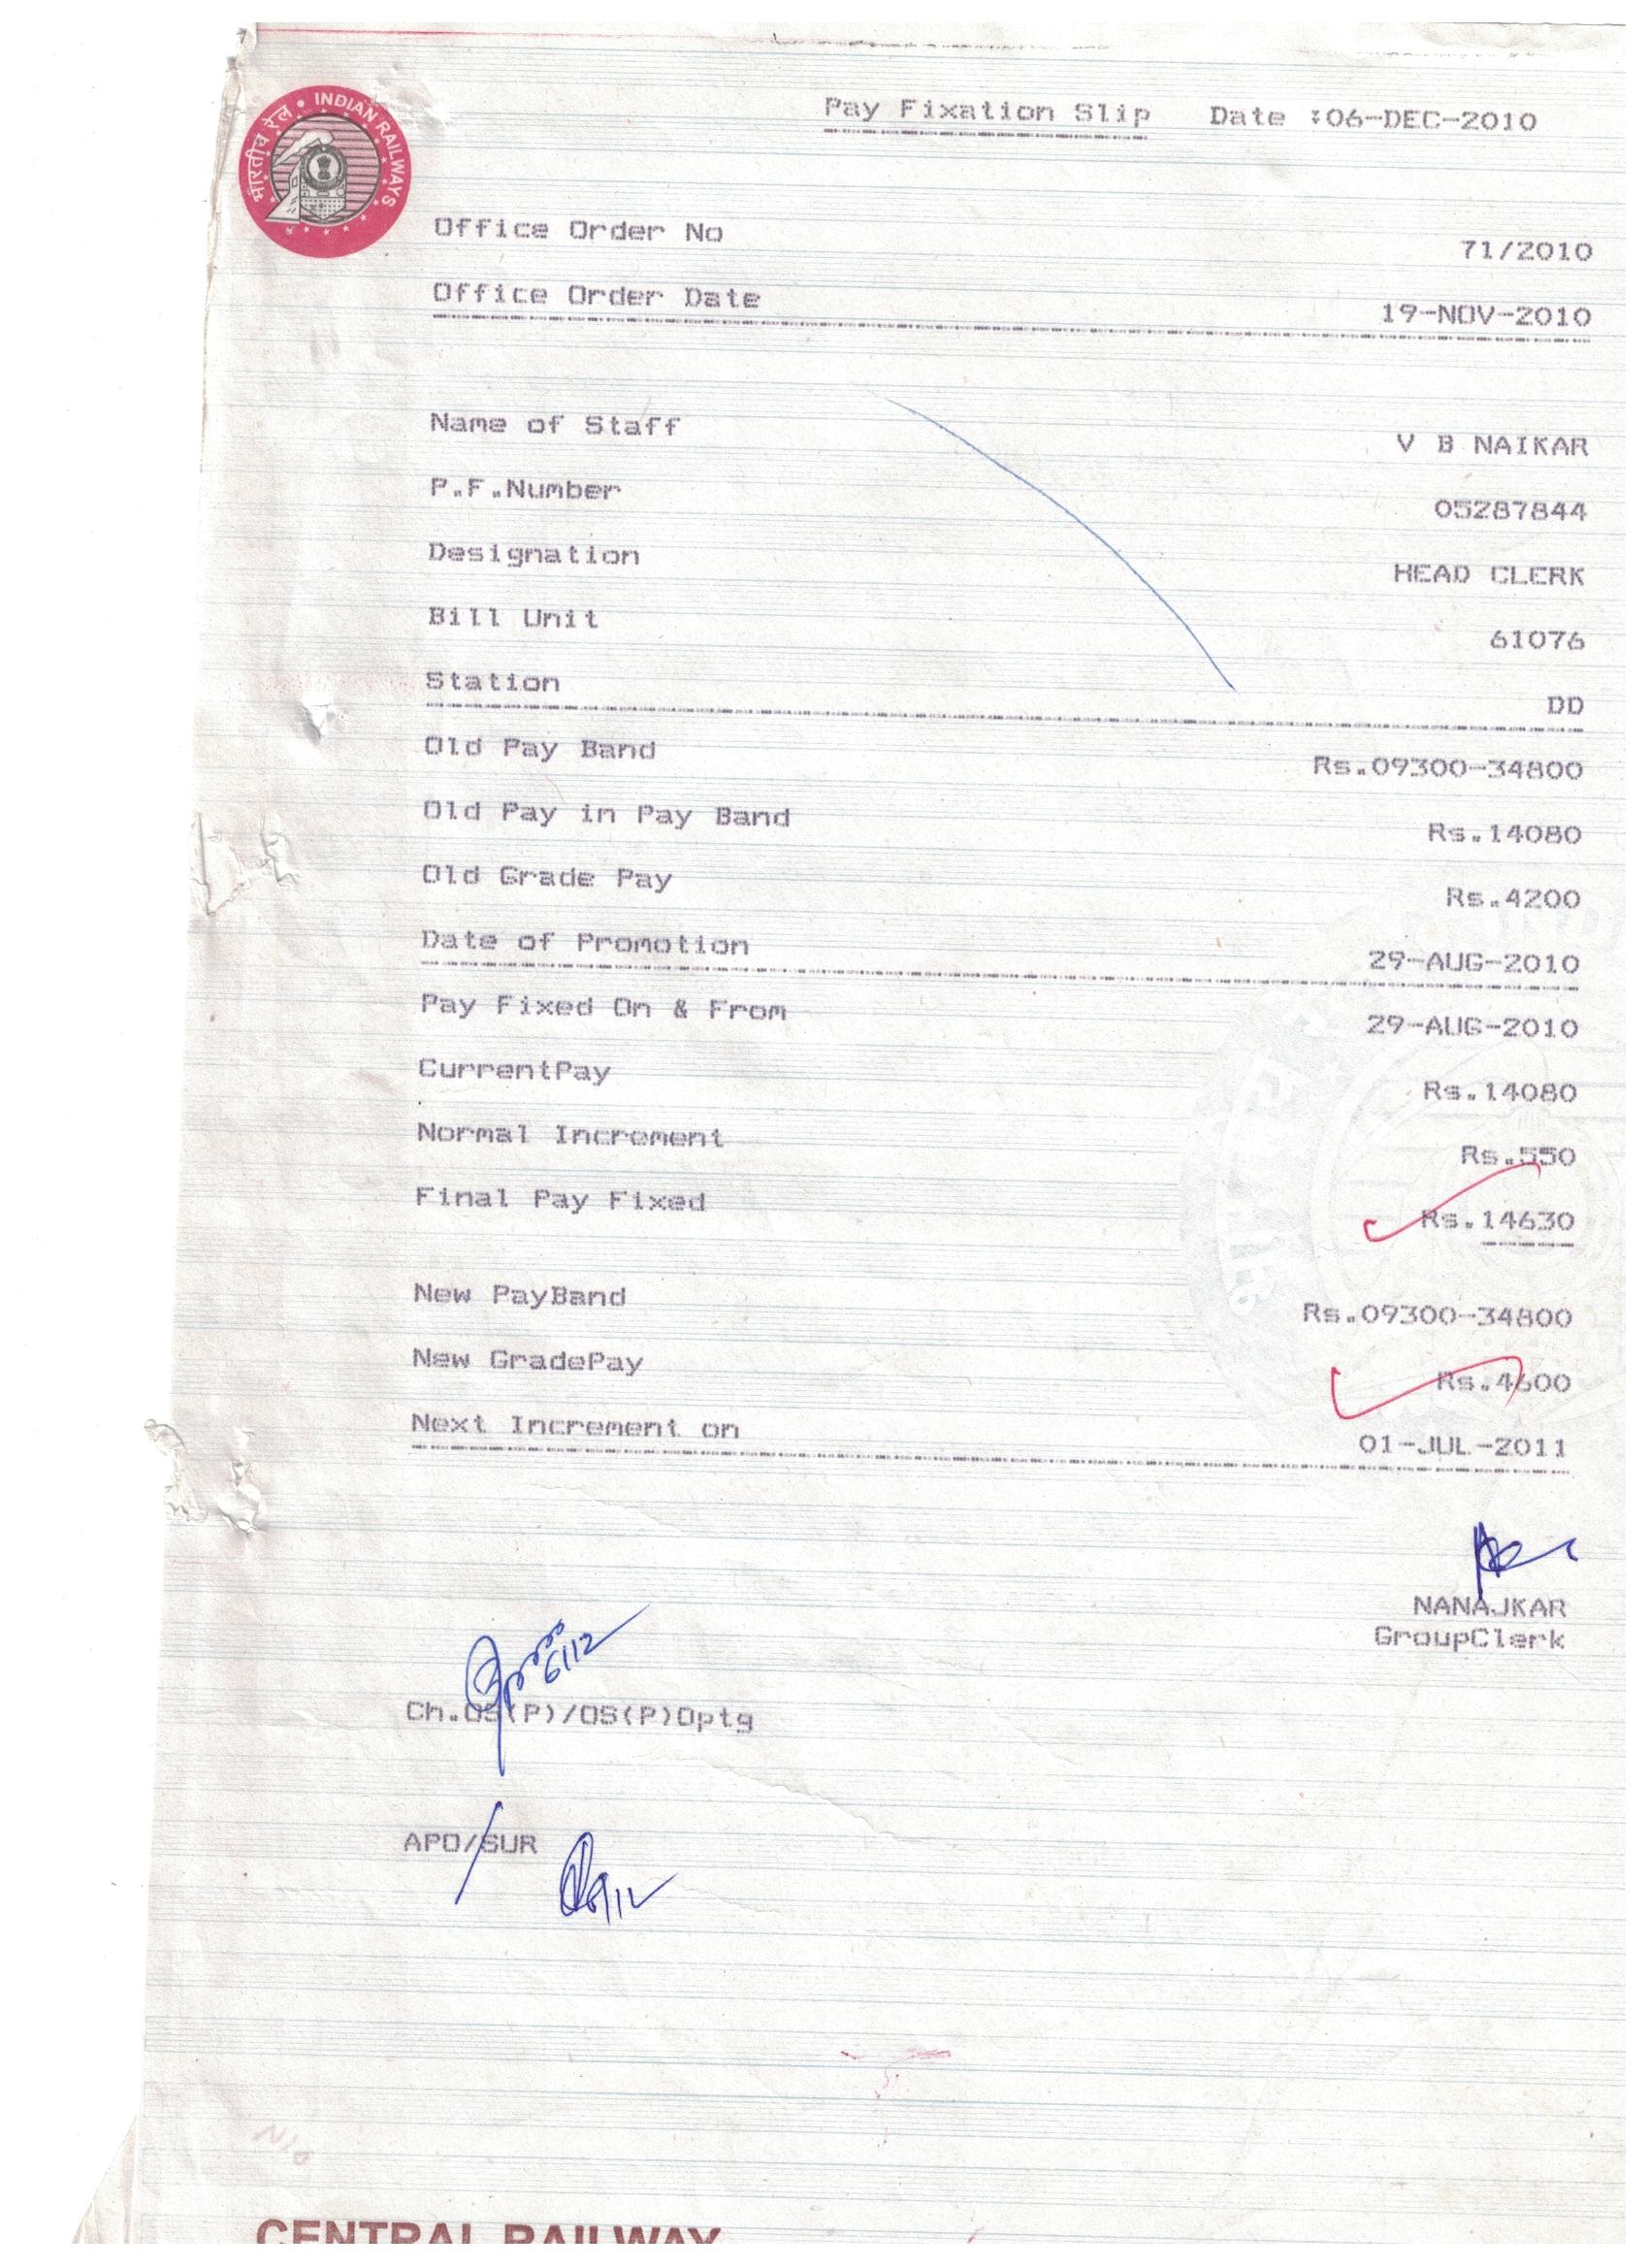 भारतीय रेल • INDIAN RAILWAYS
Pay Fixation Slip Date :06-DEC-2010
Office Order No 71/2010
Office Order Date 19-NOV-2010
Name of Staff V B NAIKAR
P.F.Number 05287844
Designation HEAD CLERK
Bill Unit 61076
Station DD
Old Pay Band Rs.09300-34800
Old Pay in Pay Band Rs.14080
Old Grade Pay Rs.4200
Date of Promotion 29-AUG-2010
Pay Fixed On & From 29-AUG-2010
CurrentPay Rs.14080
Normal Increment Rs.550
Final Pay Fixed Rs.14630
New PayBand Rs.09300-34800
New GradePay Rs.4600
Next Increment on 01-JUL-2011
NANAJKAR
GroupClerk
6/12
Ch.OS(P)/OS(P)Optg
APO/SUR
CENTRAL RAILWAY